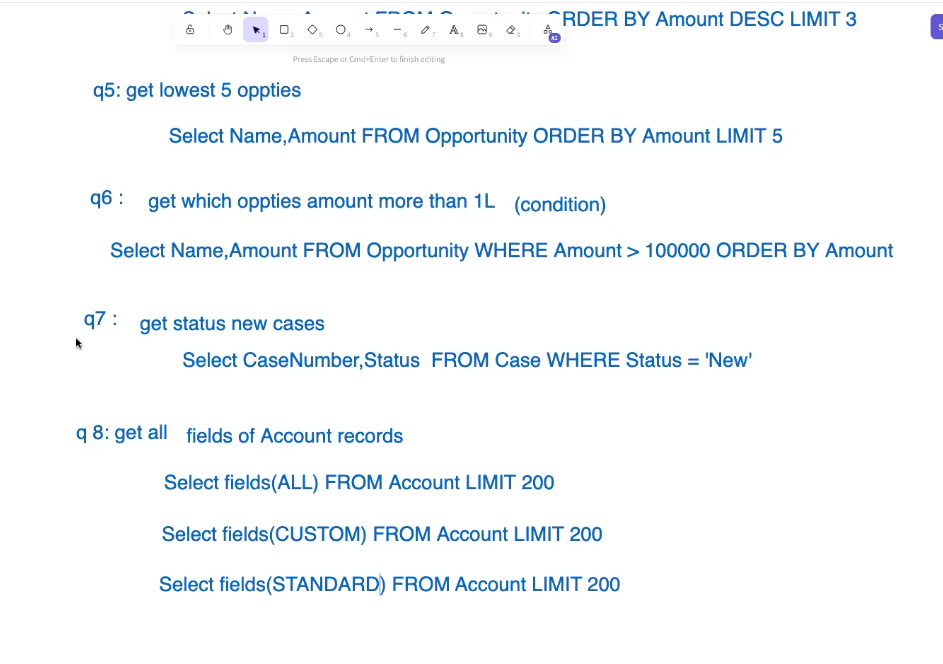 ORDER BY Amount DESC LIMIT 3
Press Escape or Cmd+Enter to finish editing
q5: get lowest 5 oppties
Select Name,Amount FROM Opportunity ORDER BY Amount LIMIT 5
q6 : get which oppties amount more than 1L (condition)
Select Name,Amount FROM Opportunity WHERE Amount > 100000 ORDER BY Amount
q7 : get status new cases
Select CaseNumber,Status FROM Case WHERE Status = 'New'
q 8: get all fields of Account records
Select fields(ALL) FROM Account LIMIT 200
Select fields(CUSTOM) FROM Account LIMIT 200
Select fields(STANDARD) FROM Account LIMIT 200